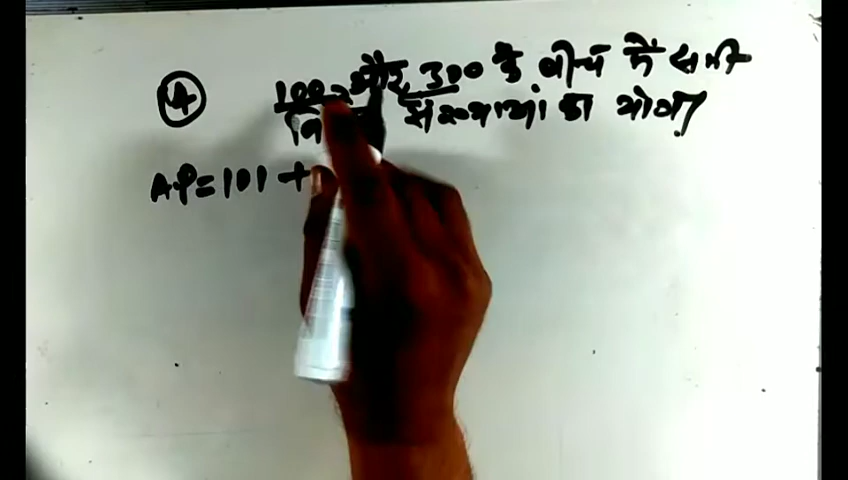 4 100 और 300 के बीच में सभी
संख्याओं का योग
AP = 101 +